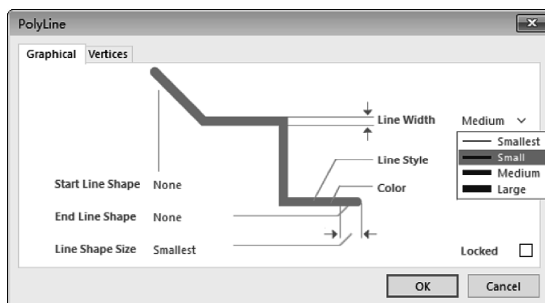 PolyLine
Graphical Vertices
Line Width Medium
Smallest
Small
Medium
Large
Line Style
Color
Start Line Shape None
End Line Shape None
Line Shape Size Smallest
Locked
OK Cancel